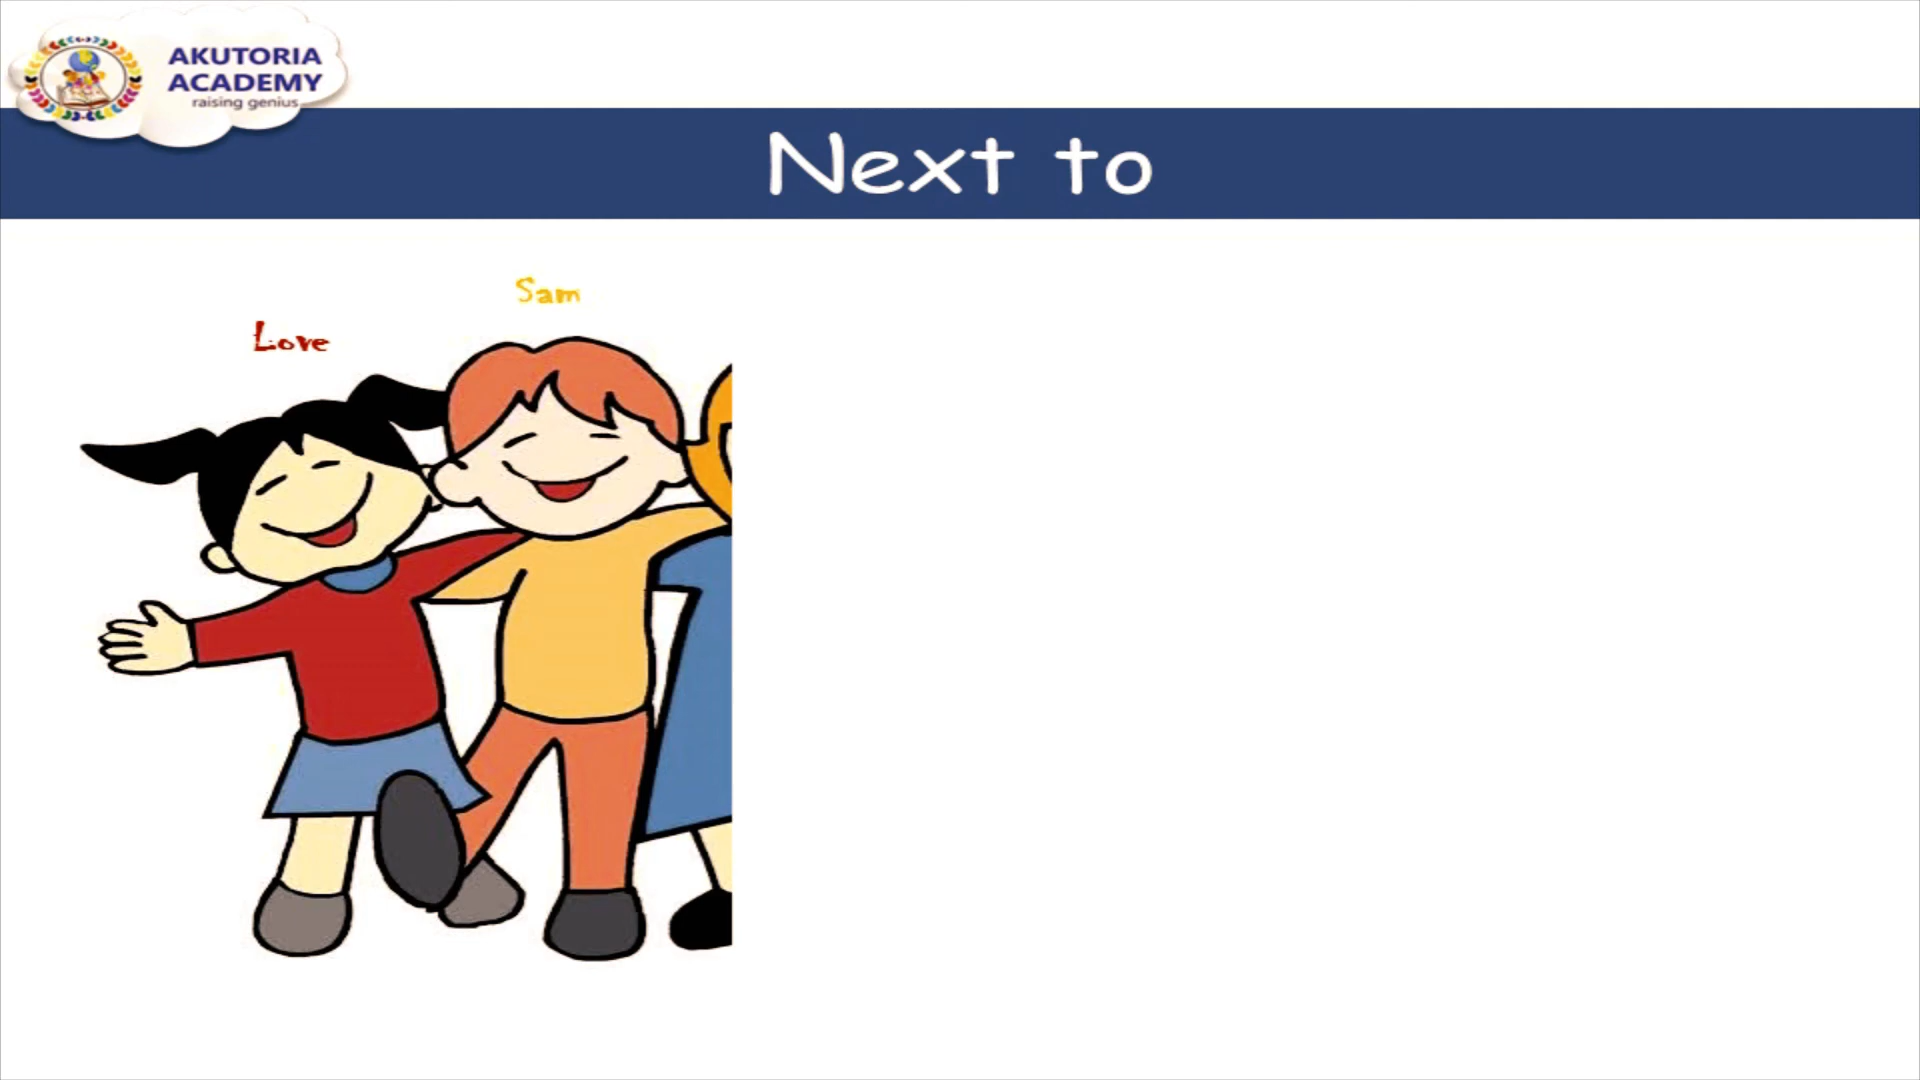 AKUTORIA
ACADEMY
raising genius
Next to
Sam
Love